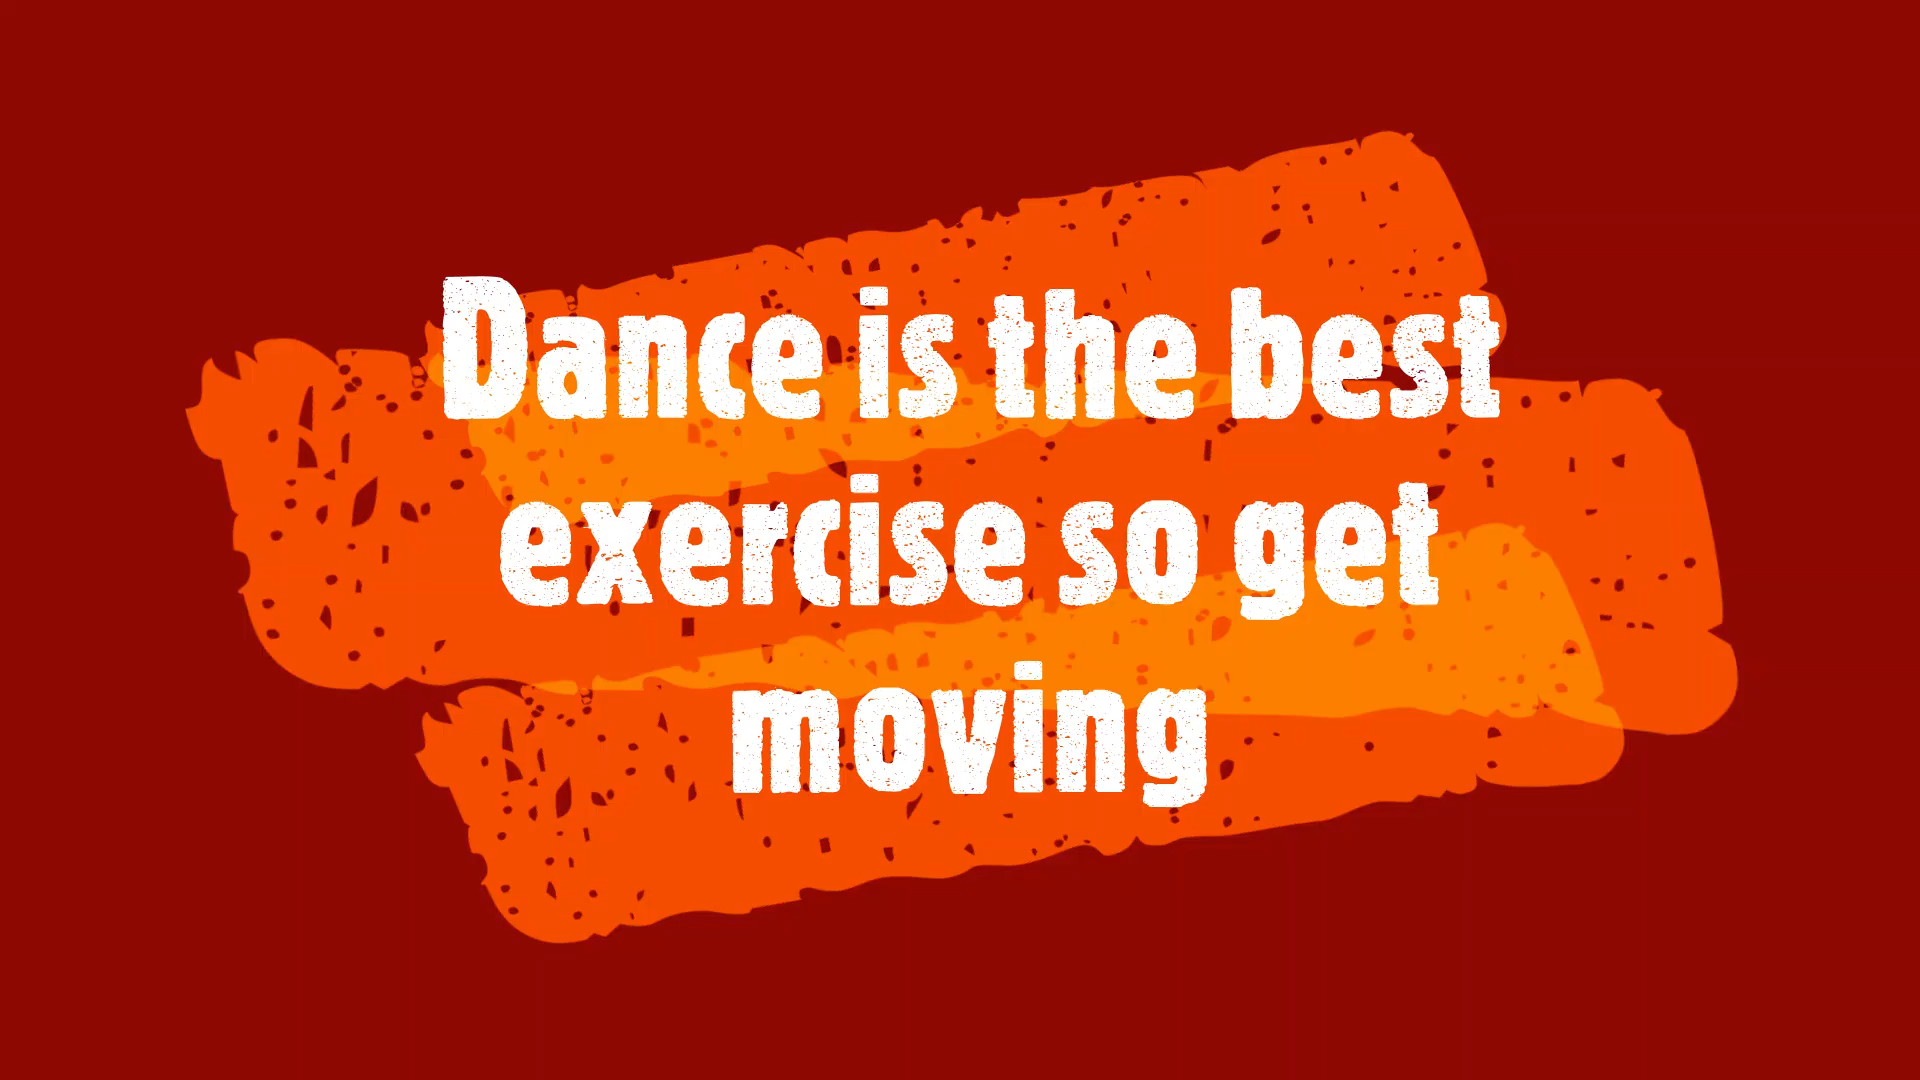 Dance is the best
exercise so get
moving